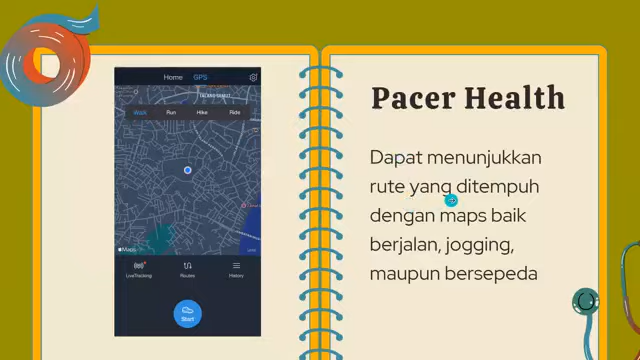 Home GPS
Walk Run Hike Ride
Maps
LiveTracking Routes History
Start
Pacer Health
Dapat menunjukkan
rute yang ditempuh
dengan maps baik
berjalan, jogging,
maupun bersepeda